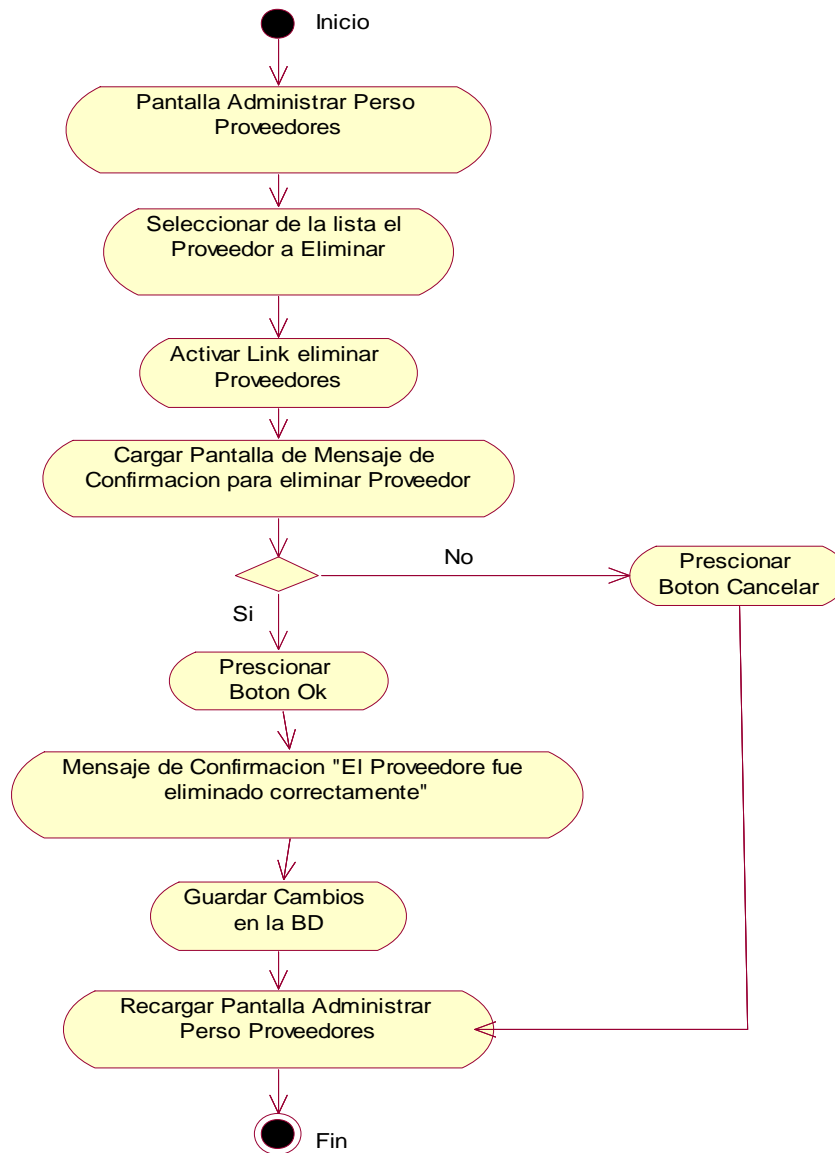 Inicio
Pantalla Administrar Perso
Proveedores
Seleccionar de la lista el
Proveedor a Eliminar
Activar Link eliminar
Proveedores
Cargar Pantalla de Mensaje de
Confirmacion para eliminar Proveedor
No
Prescionar
Boton Cancelar
Si
Prescionar
Boton Ok
Mensaje de Confirmacion "El Proveedore fue
eliminado correctamente"
Guardar Cambios
en la BD
Recargar Pantalla Administrar
Perso Proveedores
Fin